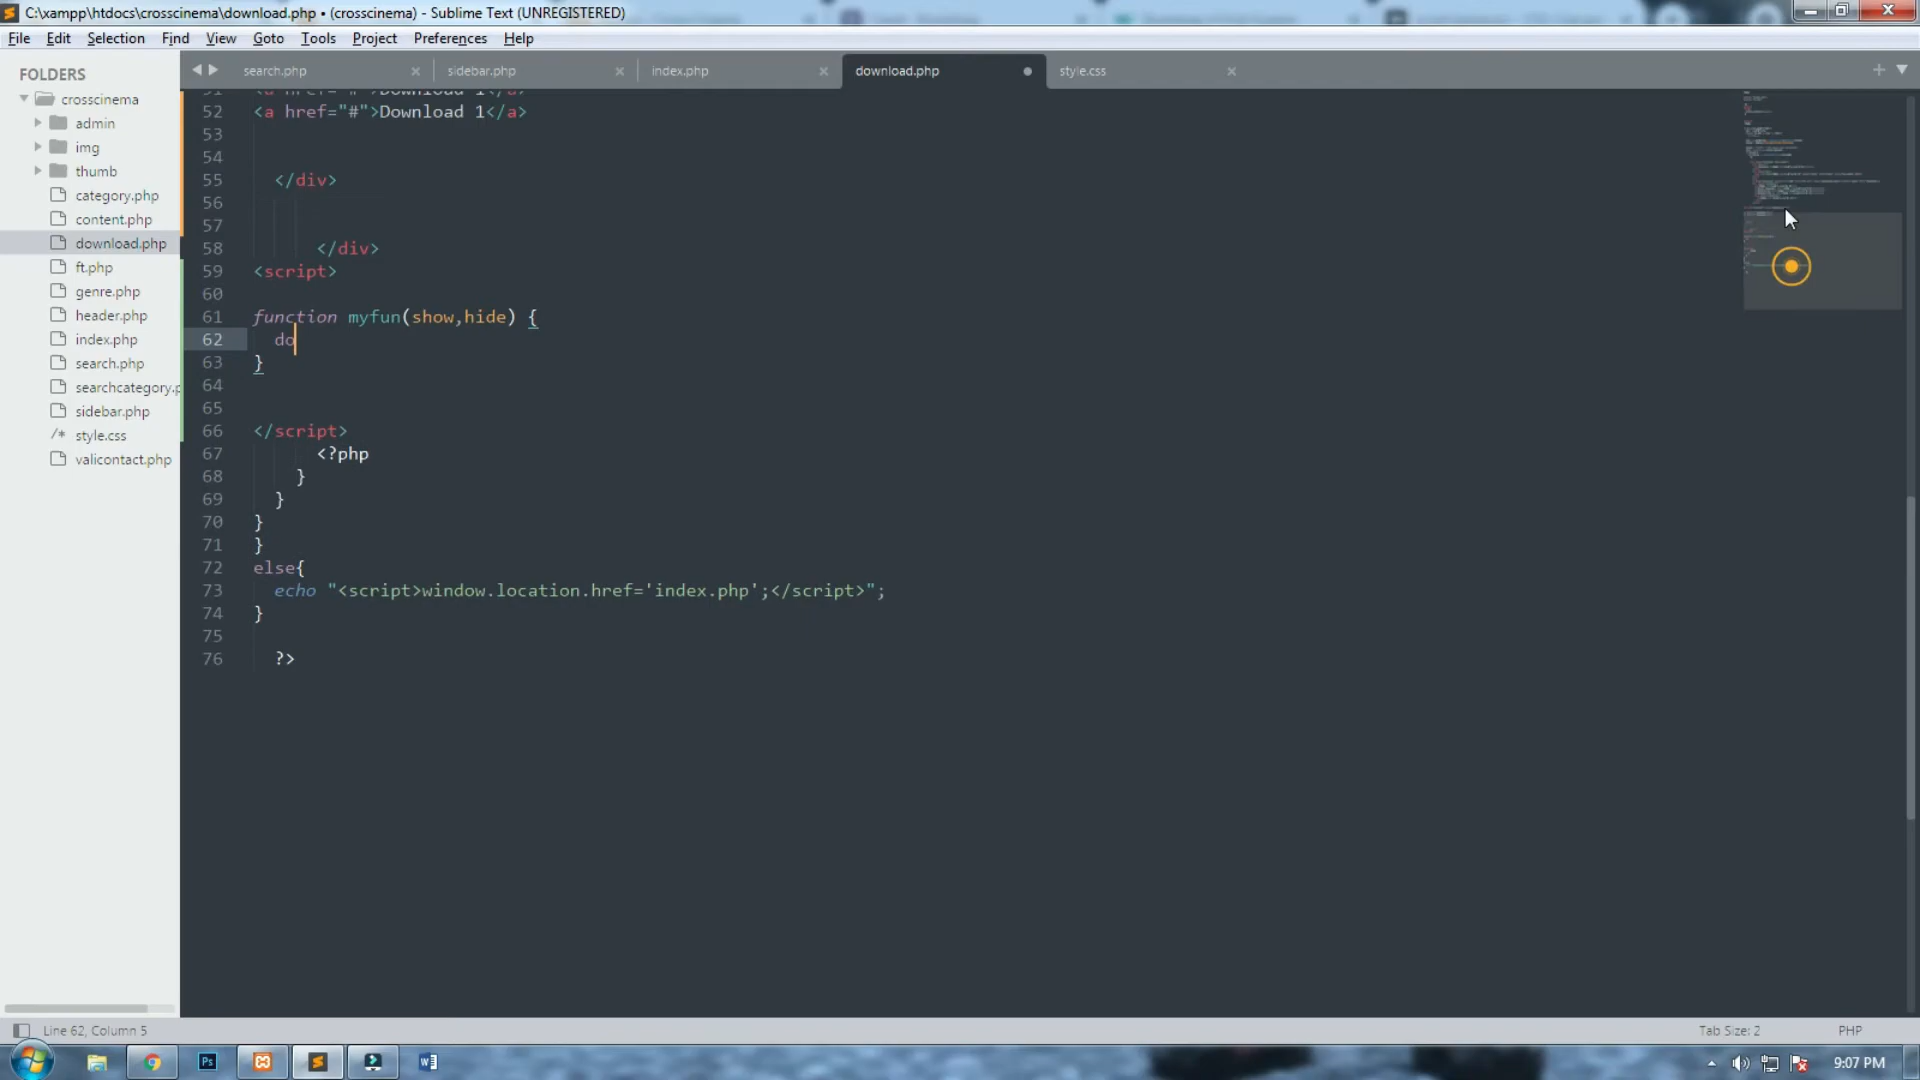 C:\xampp\htdocs\crosscinema\download.php • (crosscinema) - Sublime Text (UNREGISTERED)
File Edit Selection Find View Goto Tools Project Preferences Help
FOLDERS
crosscinema
admin
img
thumb
category.php
content.php
download.php
ft.php
genre.php
header.php
index.php
search.php
searchcategory.p
sidebar.php
/* style.css
valicontact.php
search.php sidebar.php index.php download.php style.css
51 <a href="#">Download 1</a>
52 <a href="#">Download 1</a>
53
54
55 </div>
56
57
58 </div>
59 <script>
60
61 function myfun(show,hide) {
62 do
63 }
64
65
66 </script>
67 <?php
68 }
69 }
70 }
71 }
72 else{
73 echo "<script>window.location.href='index.php';</script>";
74 }
75
76 ?>
Line 62, Column 5 Tab Size: 2 PHP
Ps
9:07 PM